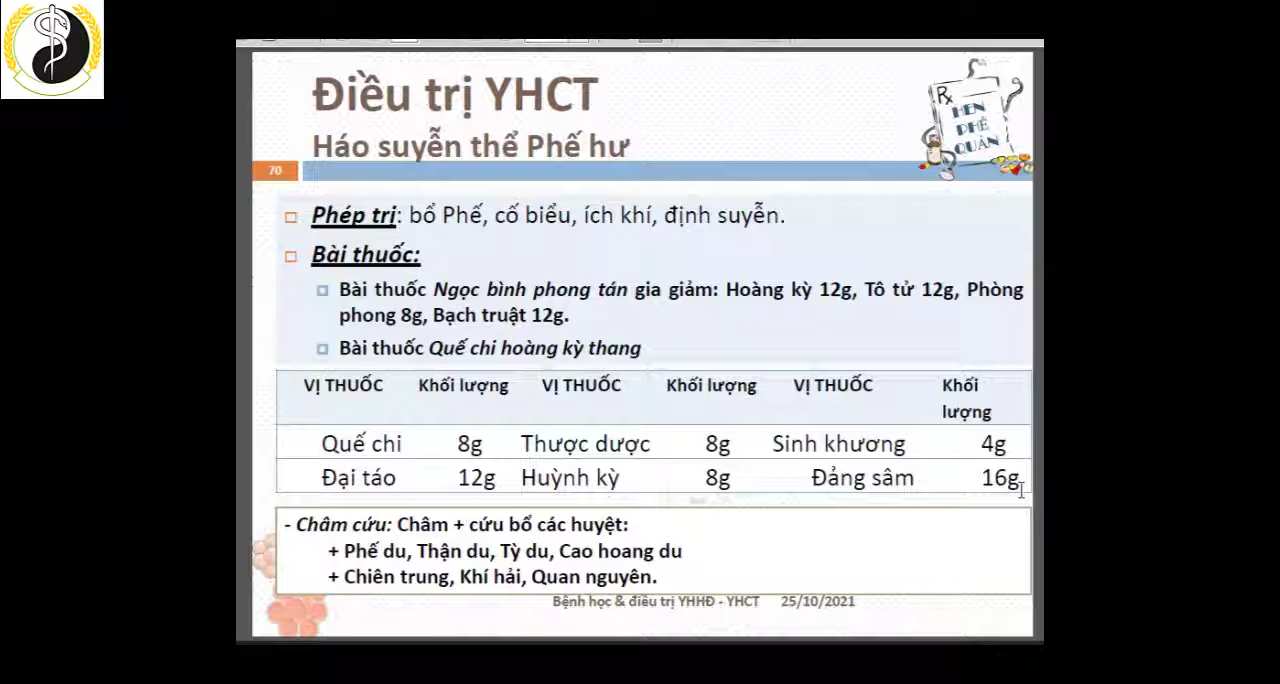 Điều trị YHCT
Háo suyễn thể Phế hư
Rx
HEN
PHẾ
QUẢN
70
Phép trị: bổ Phế, cố biểu, ích khí, định suyễn.
Bài thuốc:
Bài thuốc Ngọc bình phong tán gia giảm: Hoàng kỳ 12g, Tô tử 12g, Phòng
phong 8g, Bạch truật 12g.
Bài thuốc Quế chi hoàng kỳ thang
VỊ THUỐC Khối lượng VỊ THUỐC Khối lượng VỊ THUỐC Khối
lượng
Quế chi 8g Thược dược 8g Sinh khương 4g
Đại táo 12g Huỳnh kỳ 8g Đảng sâm 16g
- Châm cứu: Châm + cứu bổ các huyệt:
+ Phế du, Thận du, Tỳ du, Cao hoang du
+ Chiên trung, Khí hải, Quan nguyên.
Bệnh học & điều trị YHHĐ - YHCT 25/10/2021